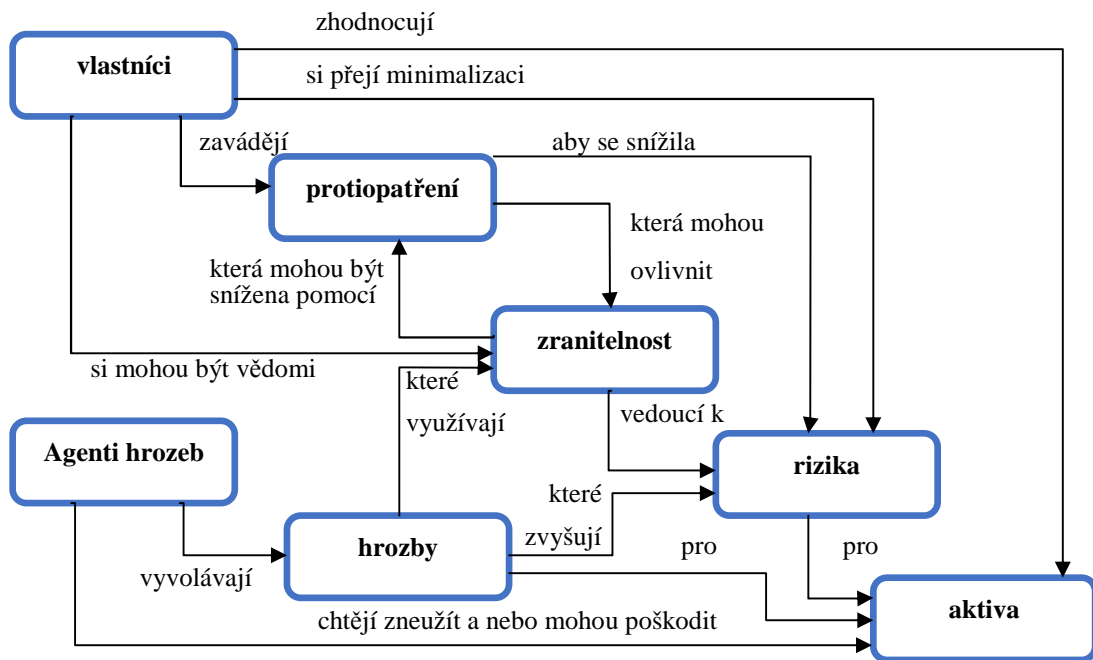 zhodnocují
vlastníci
si přejí minimalizaci
zavádějí
aby se snížila
protiopatření
která mohou
ovlivnit
která mohou být
snížena pomocí
zranitelnost
si mohou být vědomi
které
využívají
vedoucí k
Agenti hrozeb
rizika
které
zvyšují
hrozby
pro
pro
vyvolávají
chtějí zneužít a nebo mohou poškodit
aktiva